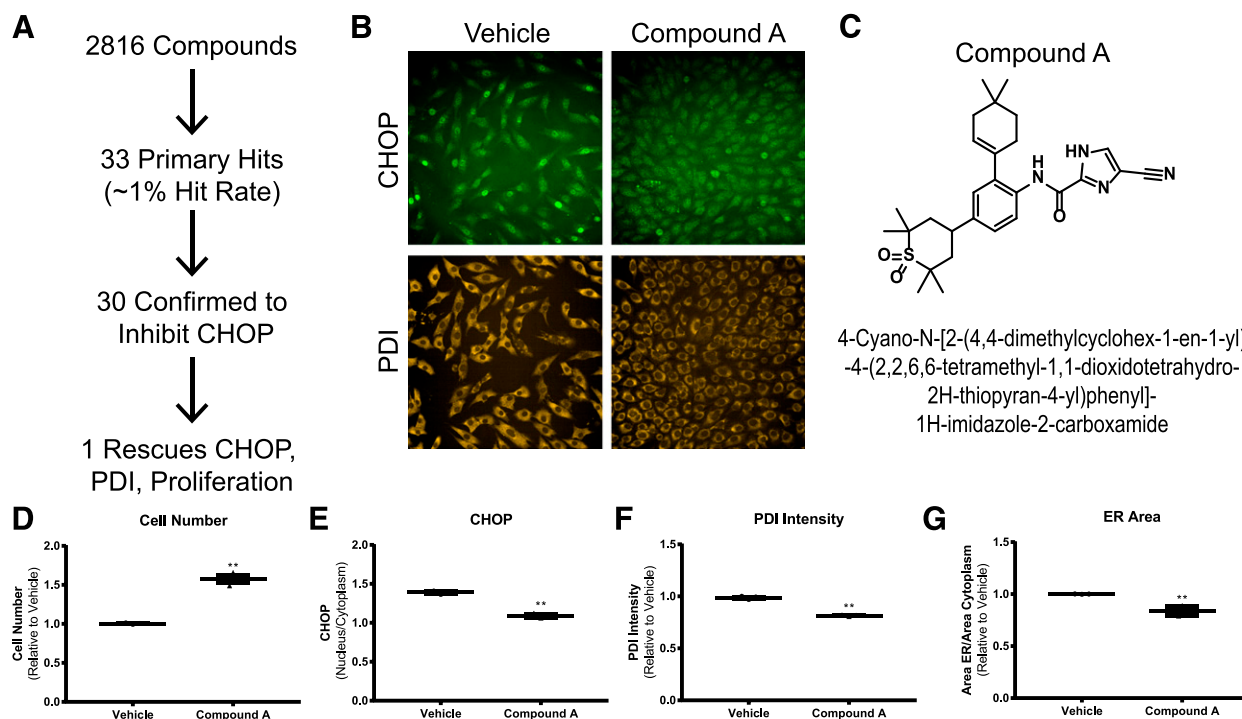 A
2816 Compounds
33 Primary Hits
(~1% Hit Rate)
30 Confirmed to
Inhibit CHOP
1 Rescues CHOP,
PDI, Proliferation
B
Vehicle
Compound A
CHOP
PDI
C
Compound A
H
N
O
HN
N
N
O
S
O
4-Cyano-N-[2-(4,4-dimethylcyclohex-1-en-1-yl)
-4-(2,2,6,6-tetramethyl-1,1-dioxidotetrahydro-
2H-thiopyran-4-yl)phenyl]-
1H-imidazole-2-carboxamide
D
Cell Number
Cell Number
(Relative to Vehicle)
2.0
1.5
1.0
0.5
0.0
**
Vehicle
Compound A
E
CHOP
CHOP
(Nucleus/Cytoplasm)
2.0
1.5
1.0
0.5
0.0
**
Vehicle
Compound A
F
PDI Intensity
PDI Intensity
(Relative to Vehicle)
1.5
1.0
0.5
0.0
**
Vehicle
Compound A
G
ER Area
Area ER/Area Cytoplasm
(Relative to Vehicle)
1.5
1.0
0.5
0.0
**
Vehicle
Compound A